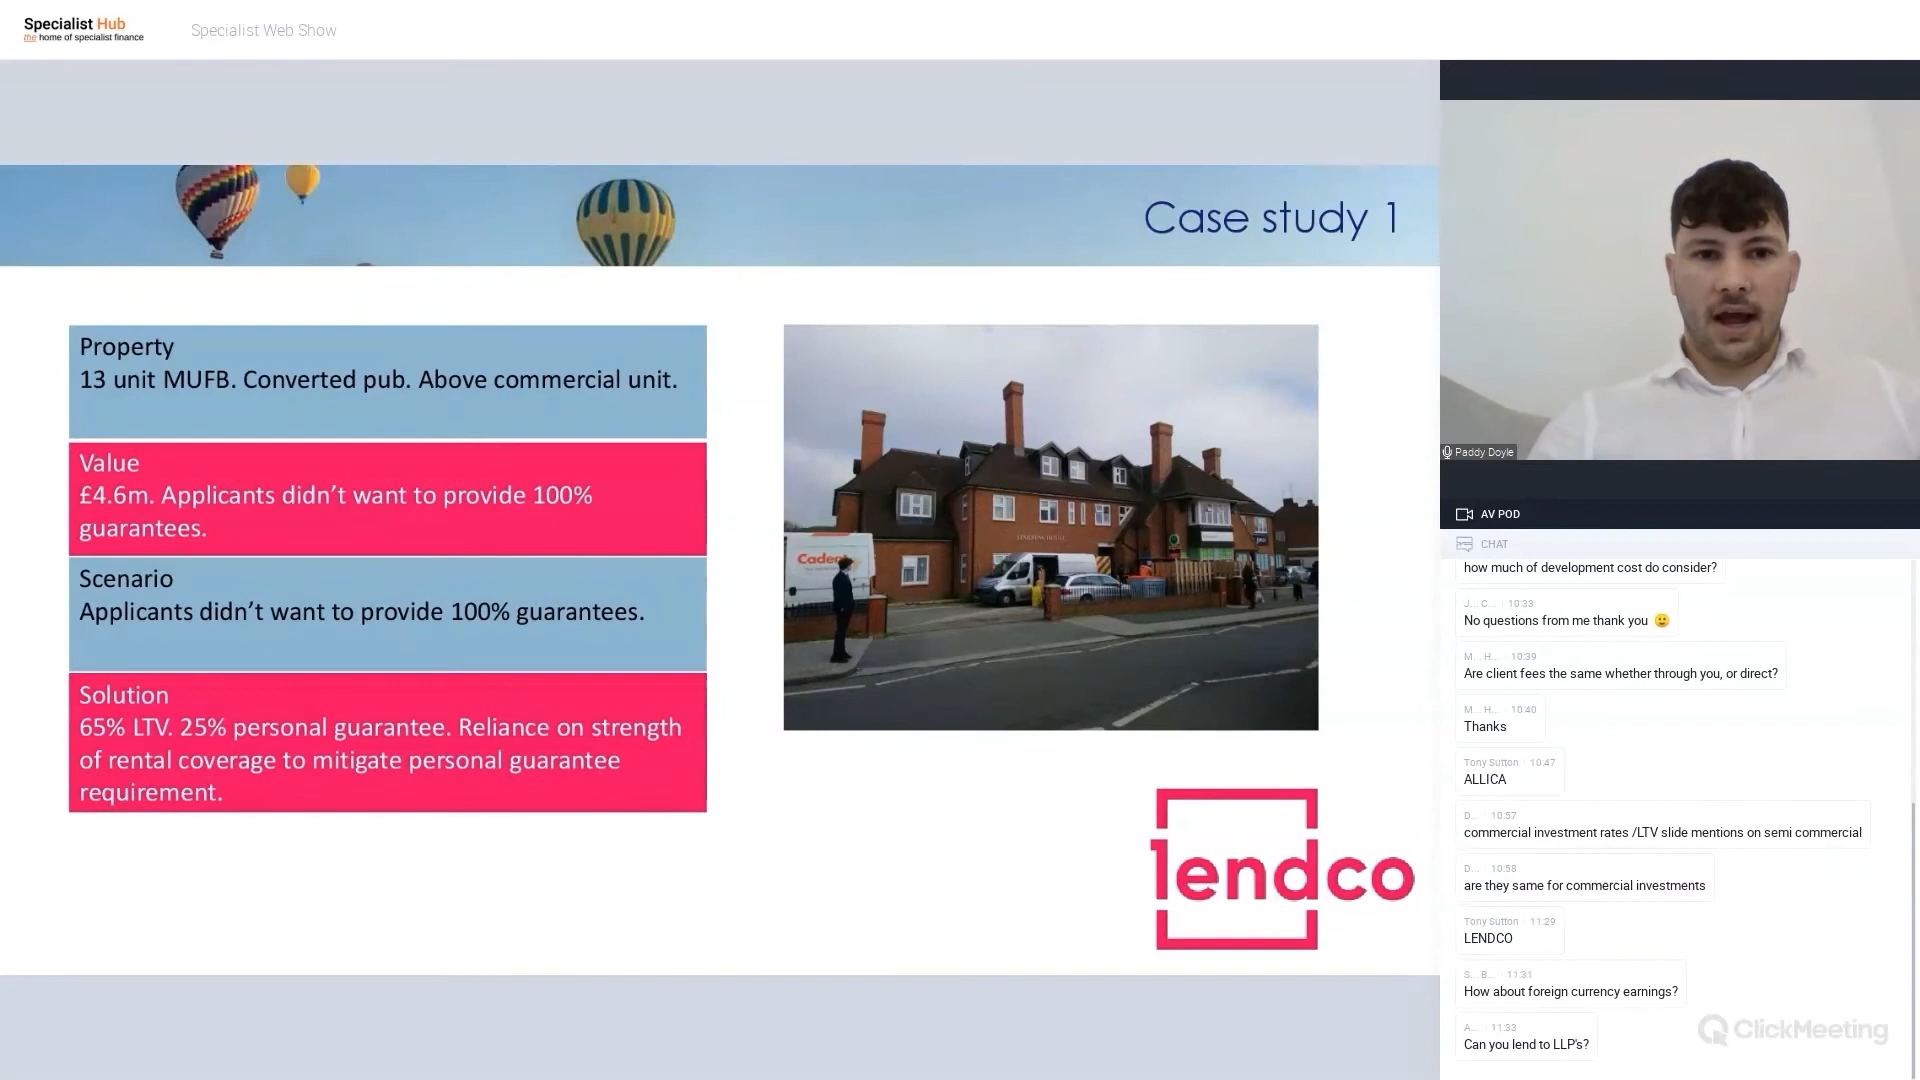 Specialist Hub
the home of specialist finance
Specialist Web Show
Case study 1
Property
13 unit MUFB. Converted pub. Above commercial unit.
Value
£4.6m. Applicants didn’t want to provide 100%
guarantees.
Scenario
Applicants didn’t want to provide 100% guarantees.
Solution
65% LTV. 25% personal guarantee. Reliance on strength
of rental coverage to mitigate personal guarantee
requirement.
Cadent
lendco
Paddy Doyle
AV POD
CHAT
how much of development cost do consider?
J... C... 10:33
No questions from me thank you 🙂
M... H... 10:39
Are client fees the same whether through you, or direct?
M... H... 10:40
Thanks
Tony Sutton 10:47
ALLICA
D... 10:57
commercial investment rates /LTV slide mentions on semi commercial
D... 10:58
are they same for commercial investments
Tony Sutton 11:29
LENDCO
S... B... 11:31
How about foreign currency earnings?
A... 11:33
Can you lend to LLP's?
ClickMeeting